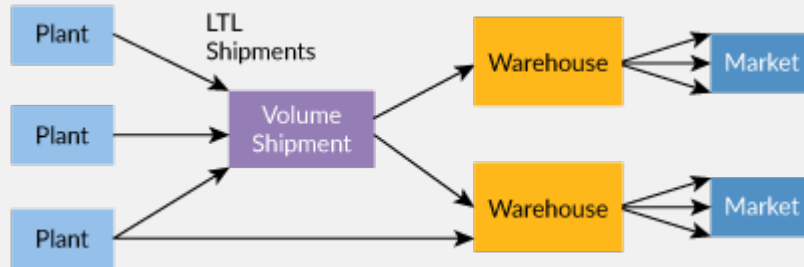 Plant
LTL
Shipments
Warehouse
Market
Volume
Shipment
Plant
Warehouse
Market
Plant